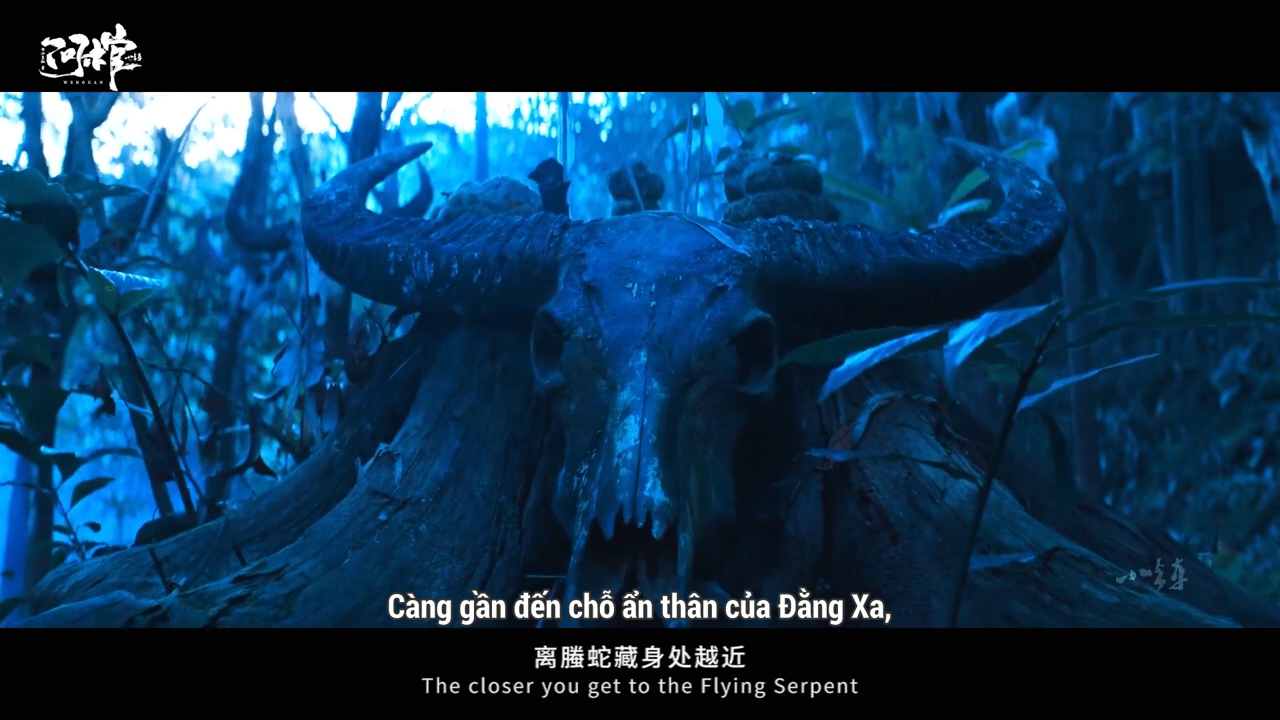 WENGUAN
Càng gần đến chỗ ẩn thân của Đằng Xa,
离螣蛇藏身处越近
The closer you get to the Flying Serpent